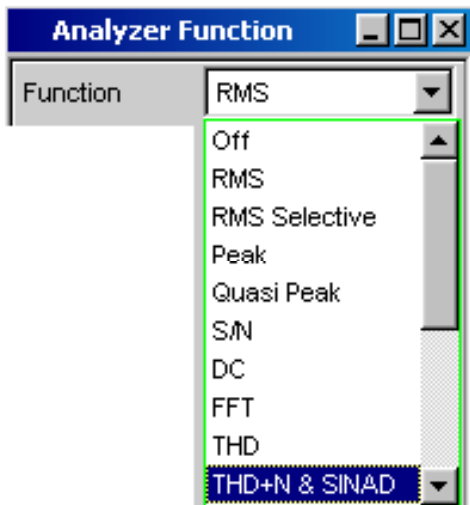 Analyzer Function
Function RMS
Off
RMS
RMS Selective
Peak
Quasi Peak
S/N
DC
FFT
THD
THD+N & SINAD